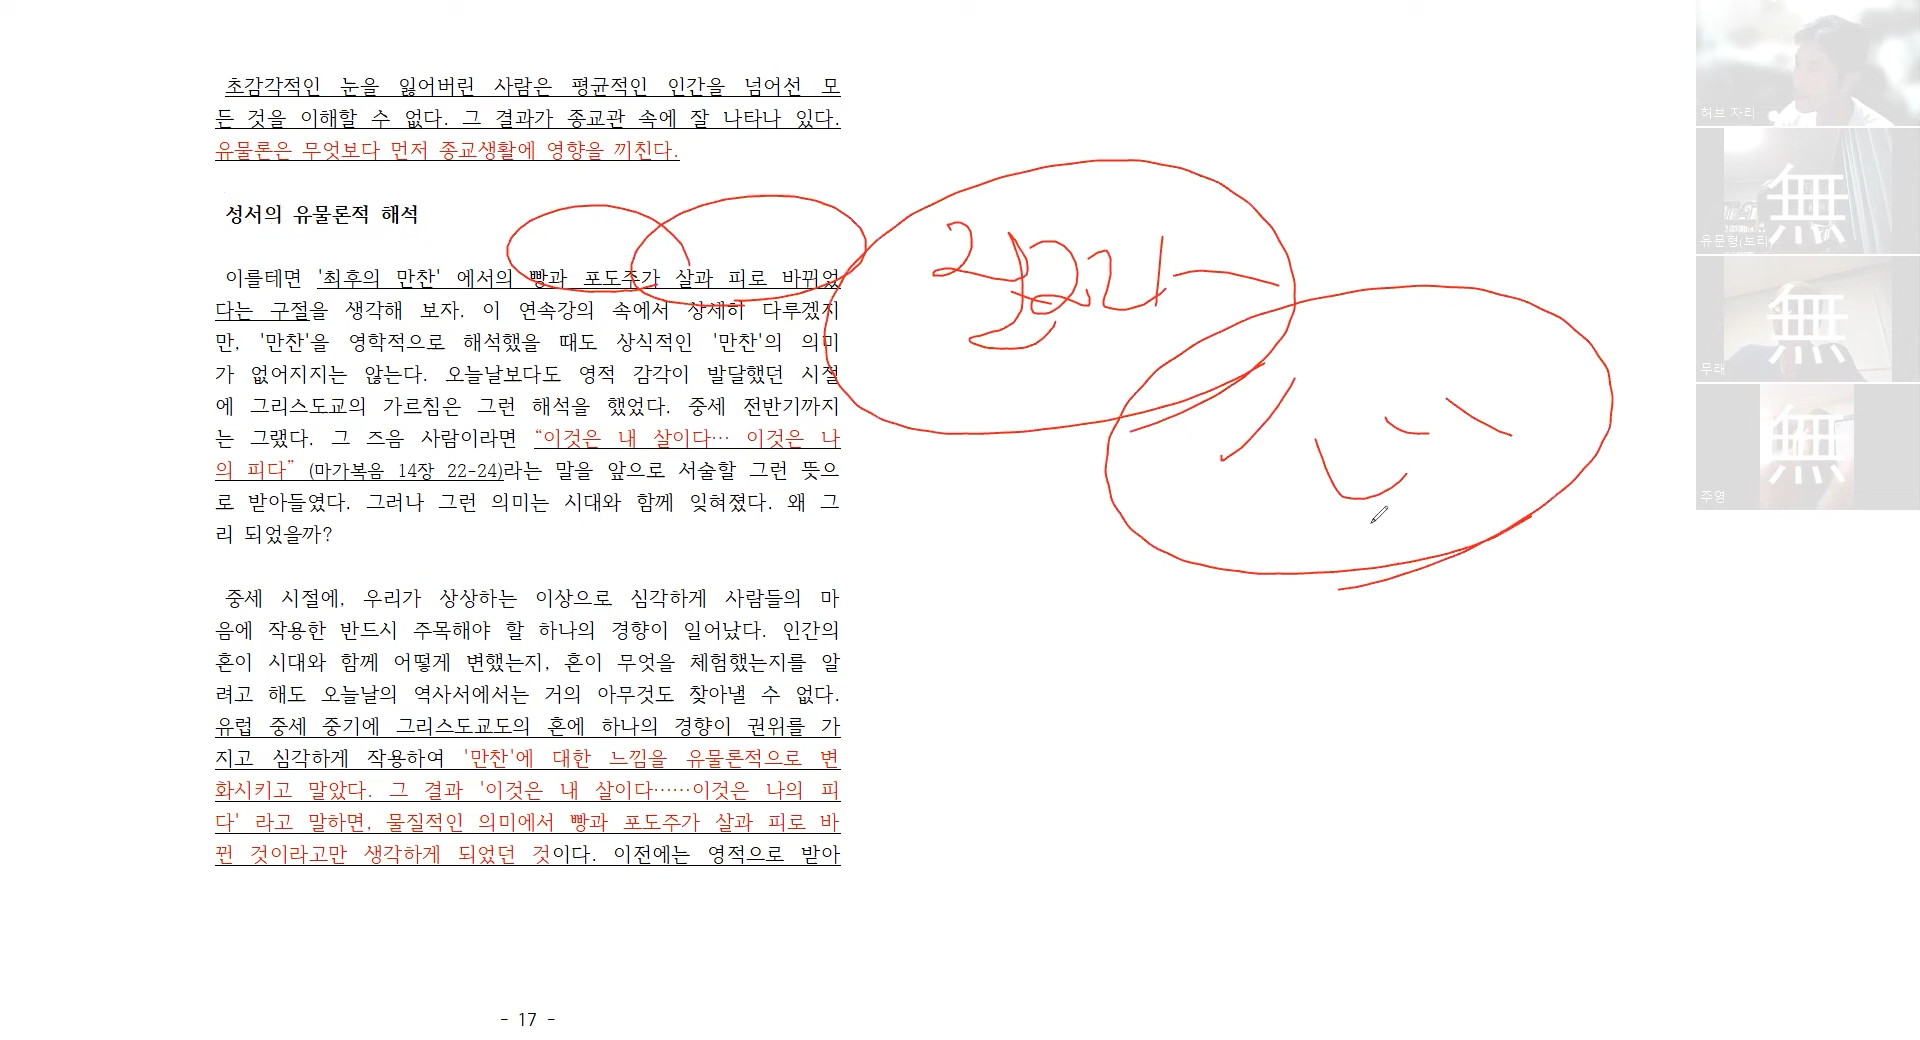 초감각적인 눈을 잃어버린 사람은 평균적인 인간을 넘어선 모
든 것을 이해할 수 없다. 그 결과가 종교관 속에 잘 나타나 있다.
유물론은 무엇보다 먼저 종교생활에 영향을 끼친다.
성서의 유물론적 해석
이를테면 '최후의 만찬' 에서의 빵과 포도주가 살과 피로 바뀌었
다는 구절을 생각해 보자. 이 연속강의 속에서 상세히 다루겠지
만, '만찬'을 영학적으로 해석했을 때도 상식적인 '만찬'의 의미
가 없어지지는 않는다. 오늘날보다도 영적 감각이 발달했던 시절
에 그리스도교의 가르침은 그런 해석을 했었다. 중세 전반기까지
는 그랬다. 그 즈음 사람이라면 “이것은 내 살이다… 이것은 나
의 피다” (마가복음 14장 22-24)라는 말을 앞으로 서술할 그런 뜻으
로 받아들였다. 그러나 그런 의미는 시대와 함께 잊혀졌다. 왜 그
리 되었을까?
중세 시절에, 우리가 상상하는 이상으로 심각하게 사람들의 마
음에 작용한 반드시 주목해야 할 하나의 경향이 일어났다. 인간의
혼이 시대와 함께 어떻게 변했는지, 혼이 무엇을 체험했는지를 알
려고 해도 오늘날의 역사서에서는 거의 아무것도 찾아낼 수 없다.
유럽 중세 중기에 그리스도교도의 혼에 하나의 경향이 권위를 가
지고 심각하게 작용하여 '만찬'에 대한 느낌을 유물론적으로 변
화시키고 말았다. 그 결과 '이것은 내 살이다……이것은 나의 피
다' 라고 말하면, 물질적인 의미에서 빵과 포도주가 살과 피로 바
뀐 것이라고만 생각하게 되었던 것이다. 이전에는 영적으로 받아
- 17 -
허브 자리
無
유문형(보리)
無
무래
無
주영